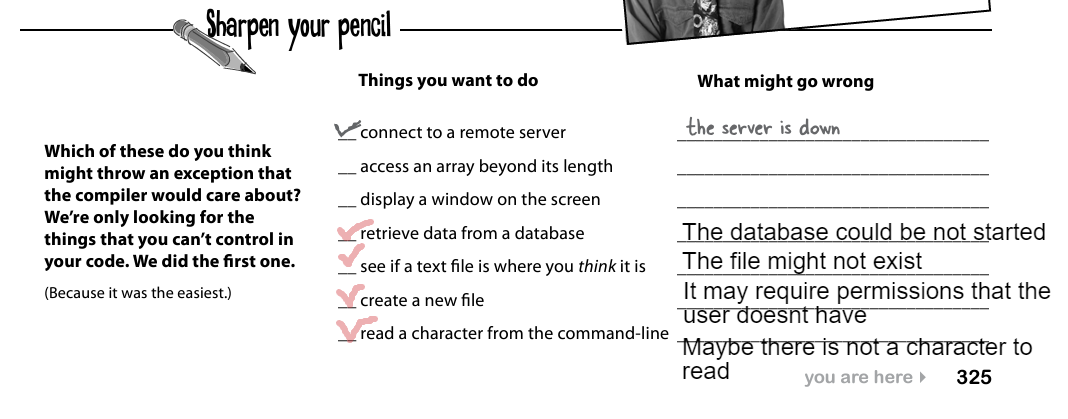 Sharpen your pencil
Things you want to do
What might go wrong
Which of these do you think
might throw an exception that
the compiler would care about?
We're only looking for the
things that you can't control in
your code. We did the first one.
(Because it was the easiest.)
connect to a remote server
the server is down
access an array beyond its length
display a window on the screen
retrieve data from a database
The database could be not started
see if a text file is where you think it is
The file might not exist
create a new file
It may require permissions that the
user doesnt have
read a character from the command-line
Maybe there is not a character to
read
you are here 325